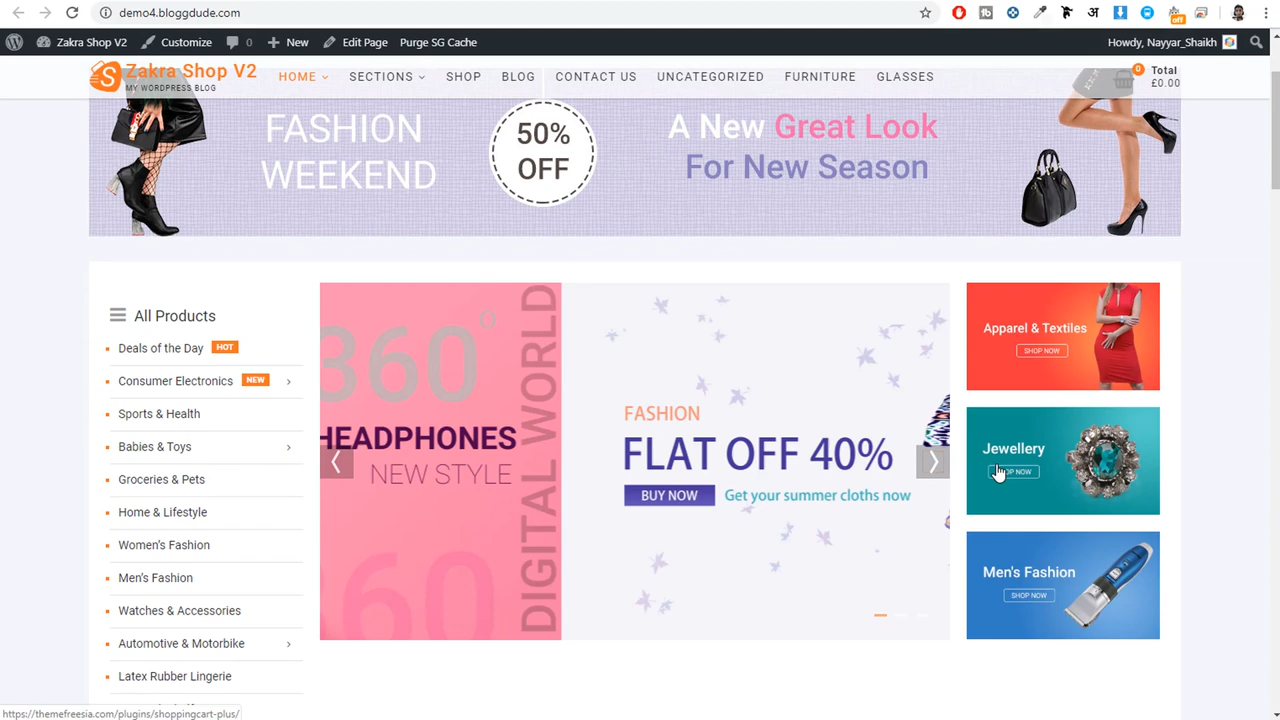 demo4.bloggdude.com
off
Zakra Shop V2
Customize
0
New
Edit Page
Purge SG Cache
Howdy, Nayyar_Shaikh
Zakra Shop V2
MY WORDPRESS BLOG
HOME
SECTIONS
SHOP
BLOG
CONTACT US
UNCATEGORIZED
FURNITURE
GLASSES
0
Total
£0.00
FASHION
WEEKEND
50%
OFF
A New Great Look
For New Season
All Products
Deals of the Day HOT
Consumer Electronics NEW
Sports & Health
Babies & Toys
Groceries & Pets
Home & Lifestyle
Women's Fashion
Men's Fashion
Watches & Accessories
Automotive & Motorbike
Latex Rubber Lingerie
360°
HEADPHONES
NEW STYLE
DIGITAL WORLD
360
FASHION
FLAT OFF 40%
BUY NOW
Get your summer cloths now
Apparel & Textiles
SHOP NOW
Jewellery
SHOP NOW
Men's Fashion
SHOP NOW
https://themefreesia.com/plugins/shoppingcart-plus/